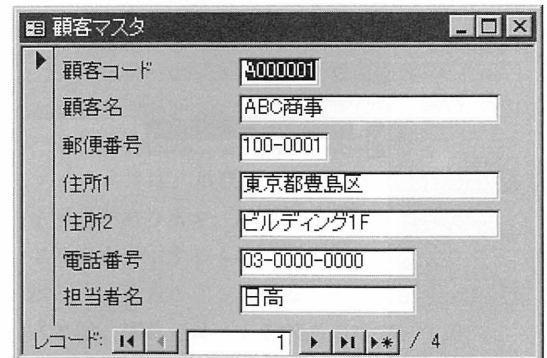 顧客マスタ
顧客コード A000001
顧客名 ABC商事
郵便番号 100-0001
住所1 東京都豊島区
住所2 ビルディング1F
電話番号 03-0000-0000
担当者名 日高
レコード: 1 / 4